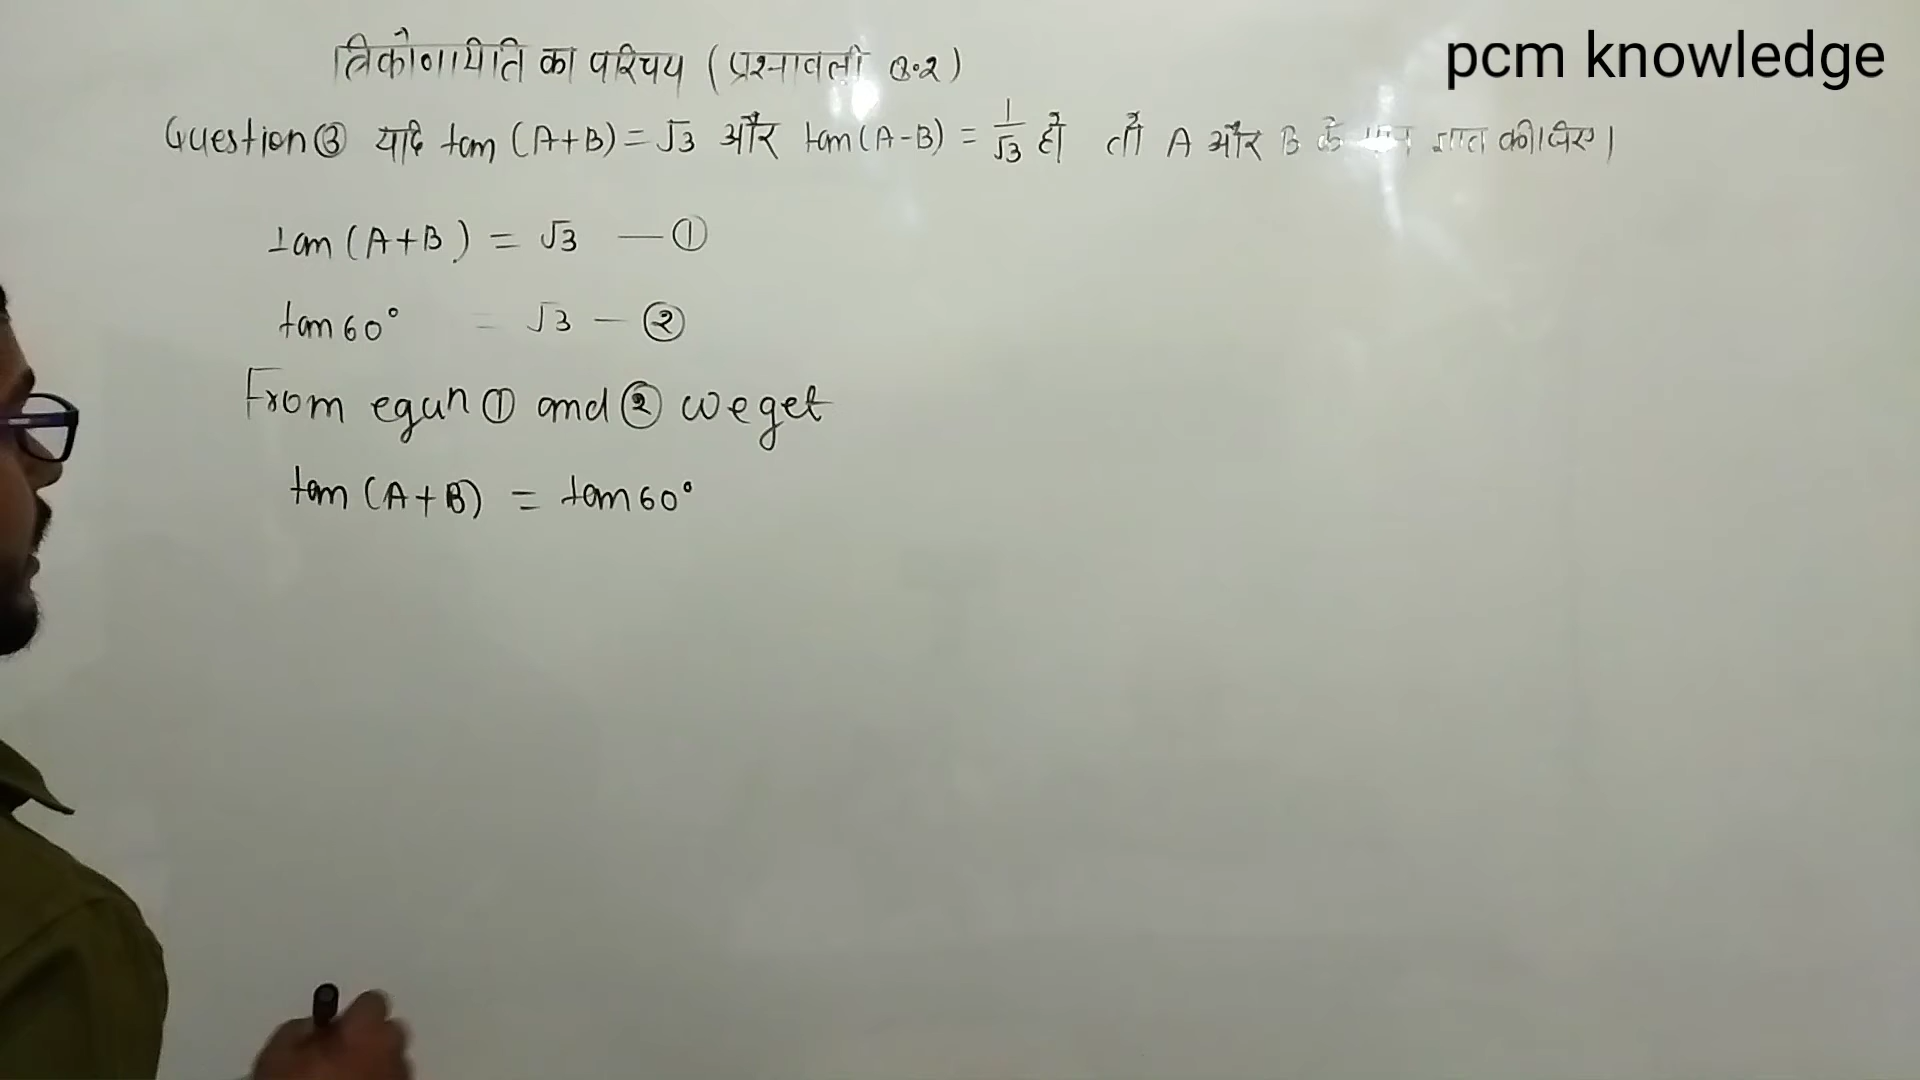 त्रिकोणमिति का परिचय (प्रश्नावली 8.2)
pcm knowledge
Question ③ यदि tan (A+B) = √3 और tan(A-B) = 1/√3 हो तो A और B के मान ज्ञात कीजिए।
tan (A+B) = √3 — ①
tan 60° = √3 — ②
From equn ① and ② we get
tan (A+B) = tan 60°